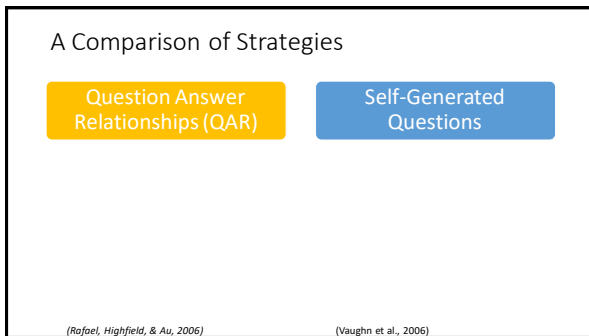 A Comparison of Strategies
Question Answer
Relationships (QAR)
Self-Generated
Questions
(Rafael, Highfield, & Au, 2006)
(Vaughn et al., 2006)